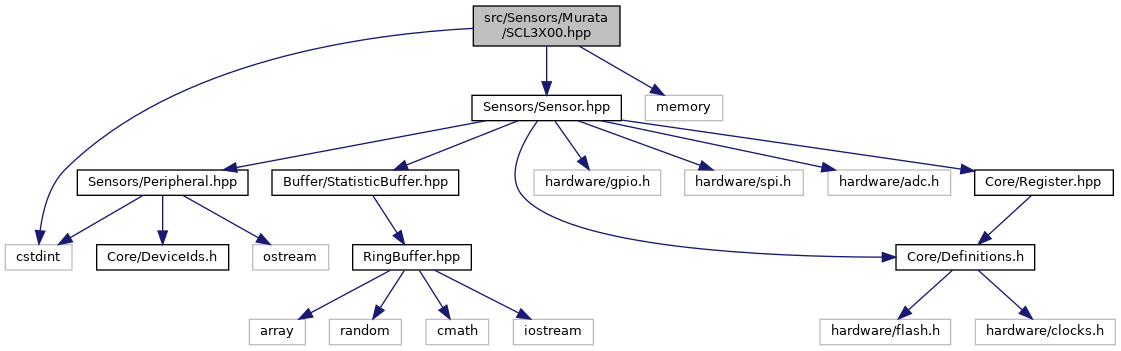 src/Sensors/Murata
/SCL3X00.hpp
Sensors/Sensor.hpp
memory
Sensors/Peripheral.hpp
Buffer/StatisticBuffer.hpp
hardware/gpio.h
hardware/spi.h
hardware/adc.h
Core/Register.hpp
cstdint
Core/DeviceIds.h
ostream
RingBuffer.hpp
Core/Definitions.h
array
random
cmath
iostream
hardware/flash.h
hardware/clocks.h